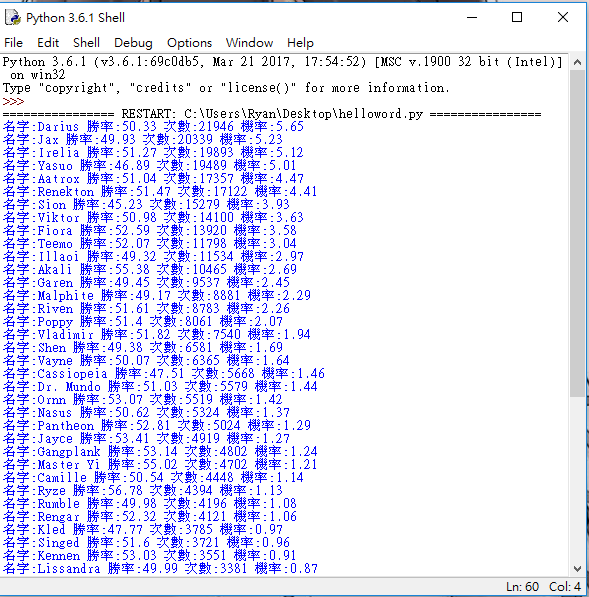 Python 3.6.1 Shell
File Edit Shell Debug Options Window Help
Python 3.6.1 (v3.6.1:69c0db5, Mar 21 2017, 17:54:52) [MSC v.1900 32 bit (Intel)]
on win32
Type "copyright", "credits" or "license()" for more information.
>>>
================ RESTART: C:\Users\Ryan\Desktop\helloword.py ================
名字:Darius 勝率:50.33 次數:21946 機率:5.65
名字:Jax 勝率:49.93 次數:20339 機率:5.23
名字:Irelia 勝率:51.27 次數:19893 機率:5.12
名字:Yasuo 勝率:46.89 次數:19489 機率:5.01
名字:Aatrox 勝率:51.04 次數:17357 機率:4.47
名字:Renekton 勝率:51.47 次數:17122 機率:4.41
名字:Sion 勝率:45.23 次數:15279 機率:3.93
名字:Viktor 勝率:50.98 次數:14100 機率:3.63
名字:Fiora 勝率:52.59 次數:13920 機率:3.58
名字:Teemo 勝率:52.07 次數:11798 機率:3.04
名字:Illaoi 勝率:49.32 次數:11534 機率:2.97
名字:Akali 勝率:55.38 次數:10465 機率:2.69
名字:Garen 勝率:49.45 次數:9537 機率:2.45
名字:Malphite 勝率:49.17 次數:8881 機率:2.29
名字:Riven 勝率:51.61 次數:8783 機率:2.26
名字:Poppy 勝率:51.4 次數:8061 機率:2.07
名字:Vladimir 勝率:51.82 次數:7540 機率:1.94
名字:Shen 勝率:49.38 次數:6581 機率:1.69
名字:Vayne 勝率:50.07 次數:6365 機率:1.64
名字:Cassiopeia 勝率:47.51 次數:5668 機率:1.46
名字:Dr. Mundo 勝率:51.03 次數:5579 機率:1.44
名字:Ornn 勝率:53.07 次數:5519 機率:1.42
名字:Nasus 勝率:50.62 次數:5324 機率:1.37
名字:Pantheon 勝率:52.81 次數:5024 機率:1.29
名字:Jayce 勝率:53.41 次數:4919 機率:1.27
名字:Gangplank 勝率:53.14 次數:4802 機率:1.24
名字:Master Yi 勝率:55.02 次數:4702 機率:1.21
名字:Camille 勝率:50.54 次數:4448 機率:1.14
名字:Ryze 勝率:56.78 次數:4394 機率:1.13
名字:Rumble 勝率:49.98 次數:4196 機率:1.08
名字:Rengar 勝率:52.32 次數:4121 機率:1.06
名字:Kled 勝率:47.77 次數:3785 機率:0.97
名字:Singed 勝率:51.6 次數:3721 機率:0.96
名字:Kennen 勝率:53.03 次數:3551 機率:0.91
名字:Lissandra 勝率:49.99 次數:3381 機率:0.87
Ln: 60 Col: 4